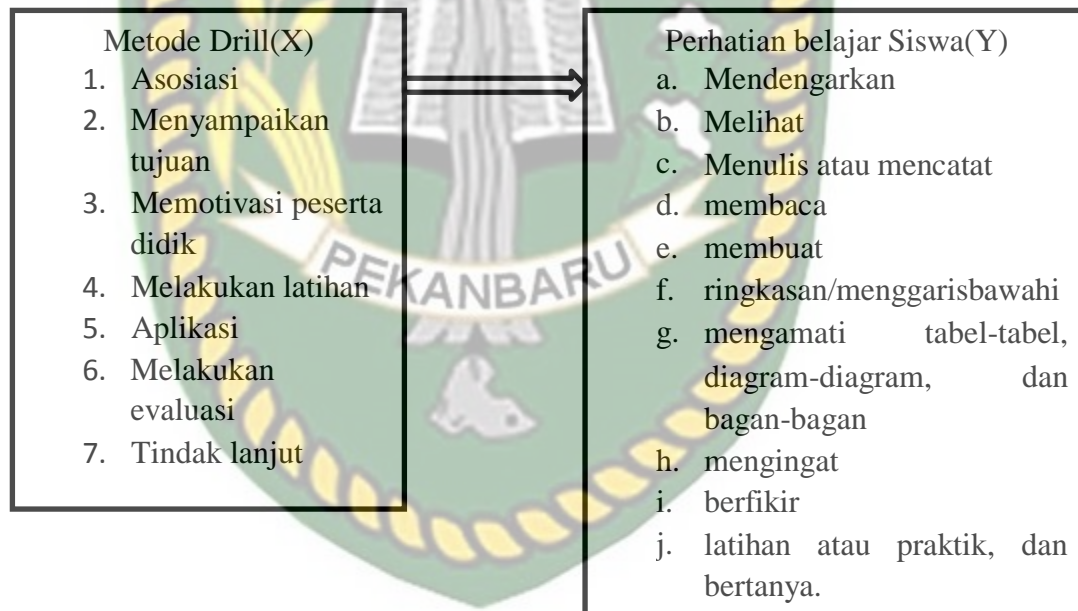 Metode Drill(X)
1. Asosiasi
2. Menyampaikan
tujuan
3. Memotivasi peserta
didik
4. Melakukan latihan
5. Aplikasi
6. Melakukan
evaluasi
7. Tindak lanjut
Perhatian belajar Siswa(Y)
a. Mendengarkan
b. Melihat
c. Menulis atau mencatat
d. membaca
e. membuat
f. ringkasan/menggarisbawahi
g. mengamati tabel-tabel,
diagram-diagram, dan
bagan-bagan
h. mengingat
i. berfikir
j. latihan atau praktik, dan
bertanya.
PEKANBARU